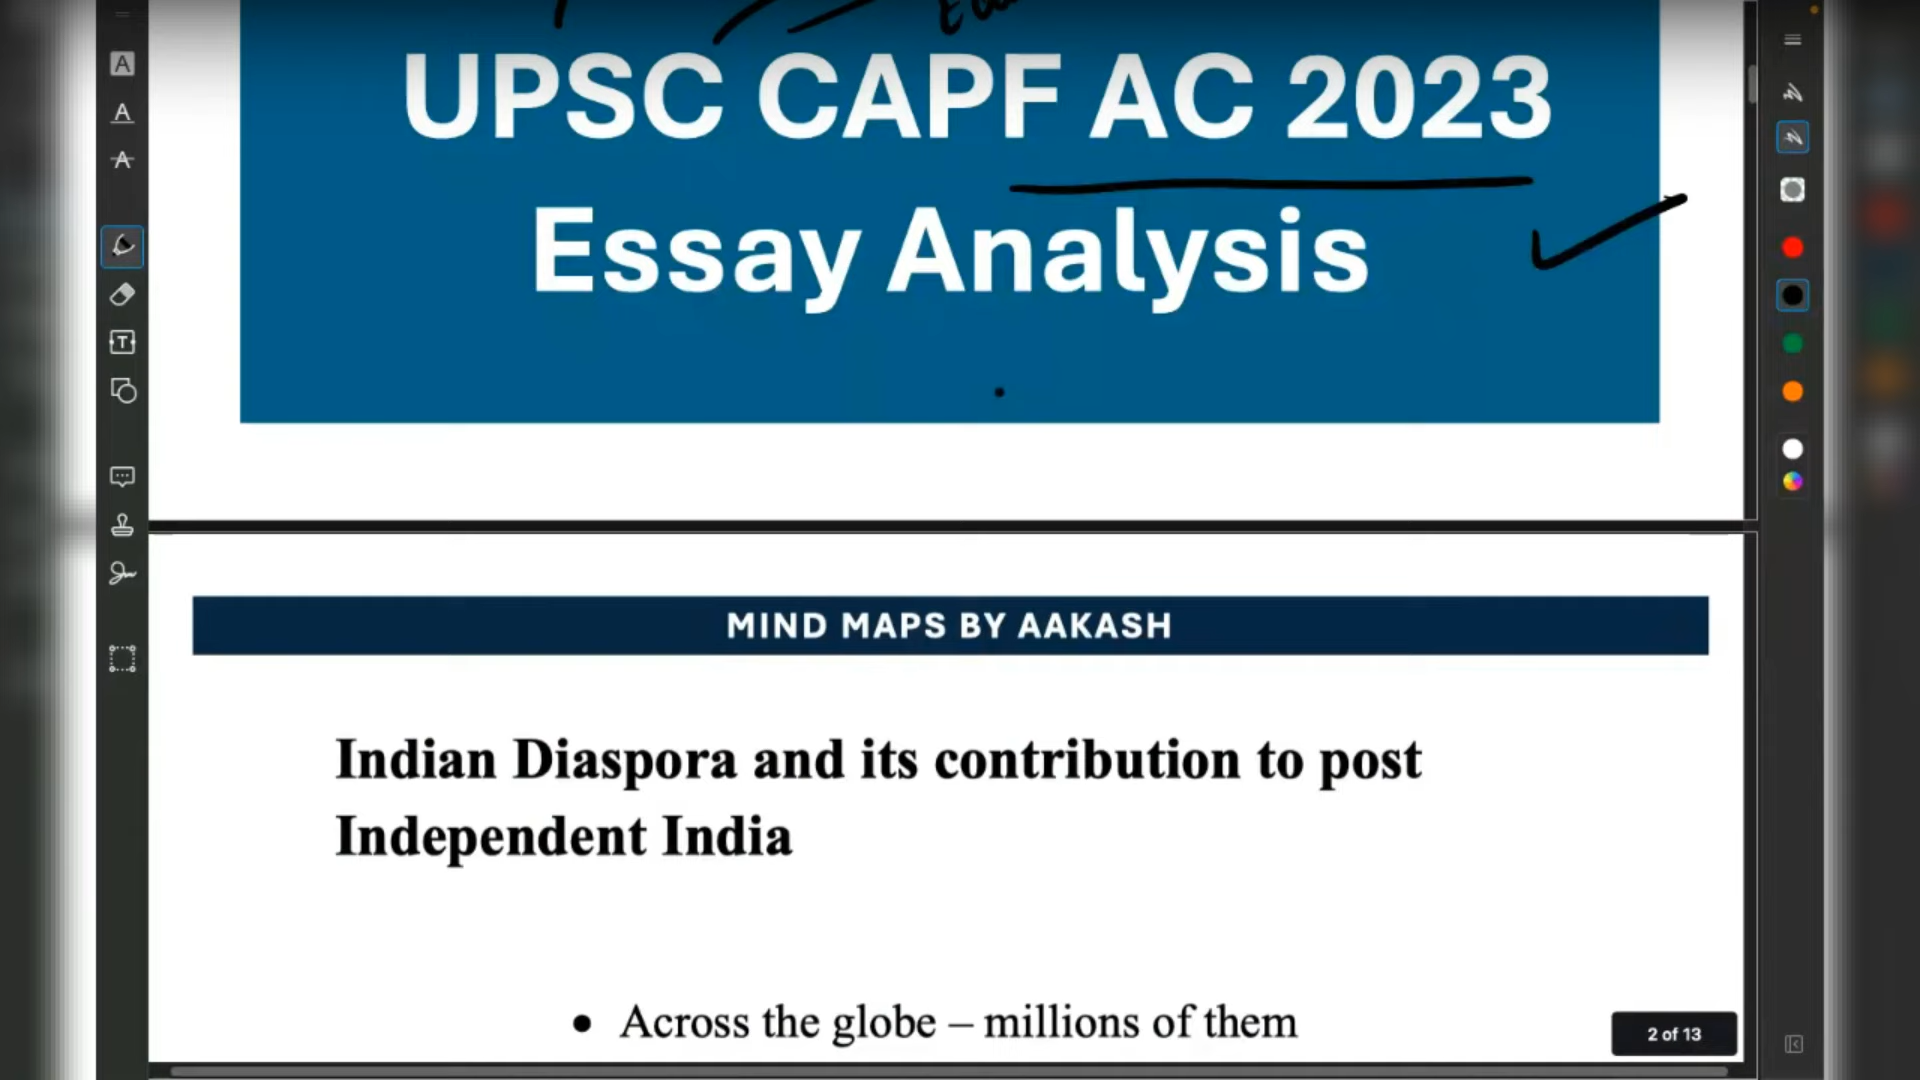 UPSC CAPF AC 2023
Essay Analysis
MIND MAPS BY AAKASH
Indian Diaspora and its contribution to post
Independent India
• Across the globe – millions of them
2 of 13